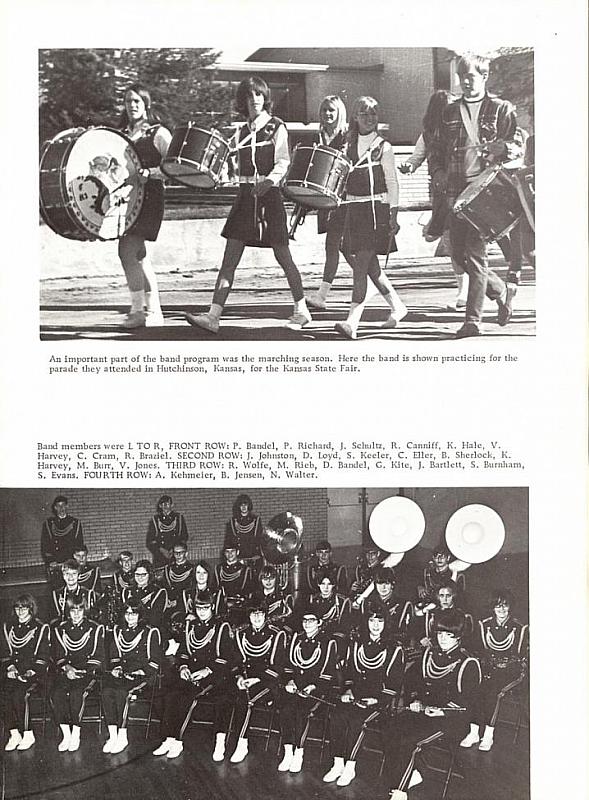 An important part of the band program was the marching season. Here the band is shown practicing for the
parade they attended in Hutchinson, Kansas, for the Kansas State Fair.
Band members were L TO R, FRONT ROW: P. Bandel, P. Richard, J. Schultz, R. Canniff, K. Hale, V.
Harvey, C. Cram, R. Braziel. SECOND ROW: J. Johnston, D. Loyd, S. Keeler, C. Eller, B. Sherlock, K.
Harvey, M. Burr, V. Jones. THIRD ROW: R. Wolfe, M. Rieb, D. Bandel, G. Kite, J. Bartlett, S. Burnham,
S. Evans. FOURTH ROW: A. Kehmeier, B. Jensen, N. Walter.